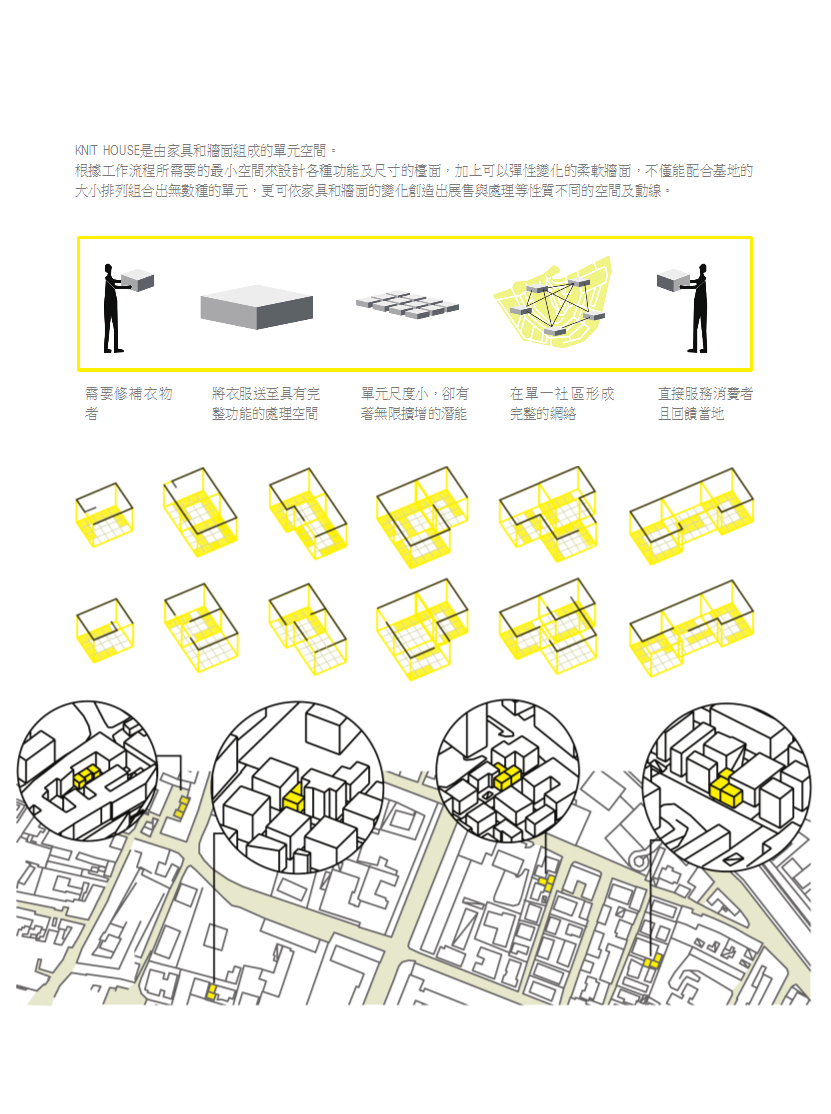 KNIT HOUSE是由家具和牆面組成的單元空間。
根據工作流程所需要的最小空間來設計各種功能及尺寸的檯面，加上可以彈性變化的柔軟牆面，不僅能配合基地的
大小排列組合出無數種的單元，更可依家具和牆面的變化創造出展售與處理等性質不同的空間及動線。
需要修補衣物
者
將衣服送至具有完
整功能的處理空間
單元尺度小，卻有
著無限擴增的潛能
在單一社區形成
完整的網絡
直接服務消費者
且回饋當地